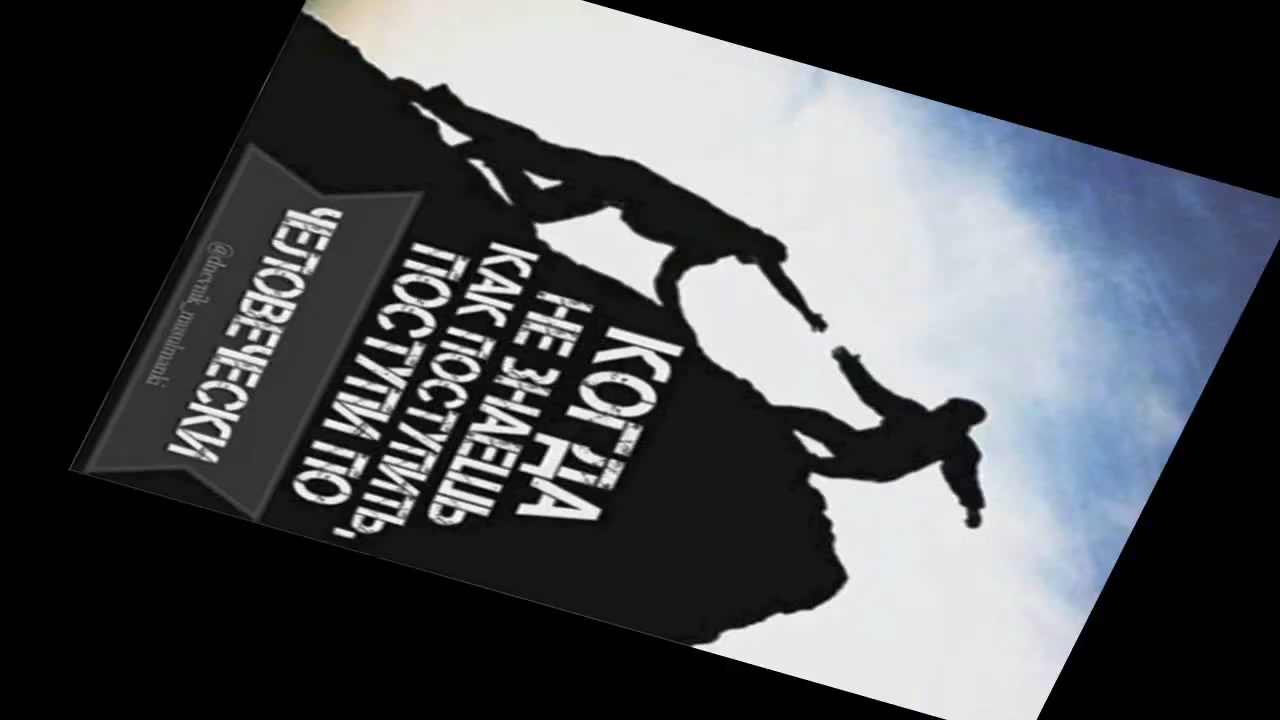 КОГДА
НЕ ЗНАЕШЬ
КАК ПОСТУПИТЬ,
ПОСТУПИ ПО
ЧЕЛОВЕЧЕСКИ
@dnevnik_musulmanki